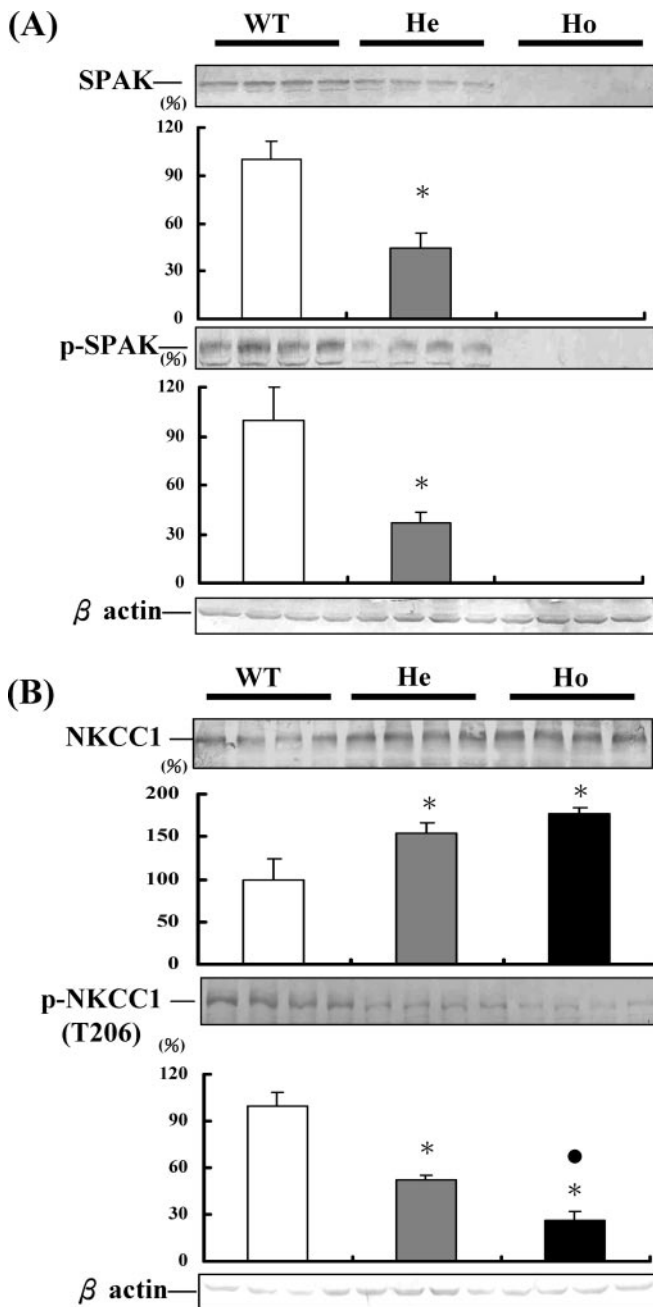 (A)
WT He Ho
SPAK
(%)
120
90
60
30
0
*
p-SPAK
(%)
120
90
60
30
0
*
β actin
(B)
WT He Ho
NKCC1
(%)
200
150
100
50
0
* *
p-NKCC1
(T206)
(%)
120
90
60
30
0
* ● *
β actin